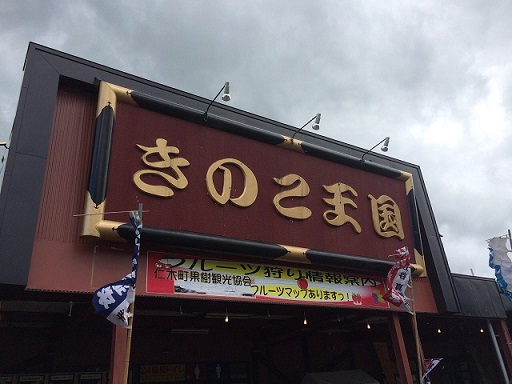 きのこ王国
フルーツ狩り情報案内
仁木町果樹観光協会
フルーツマップありますっ!